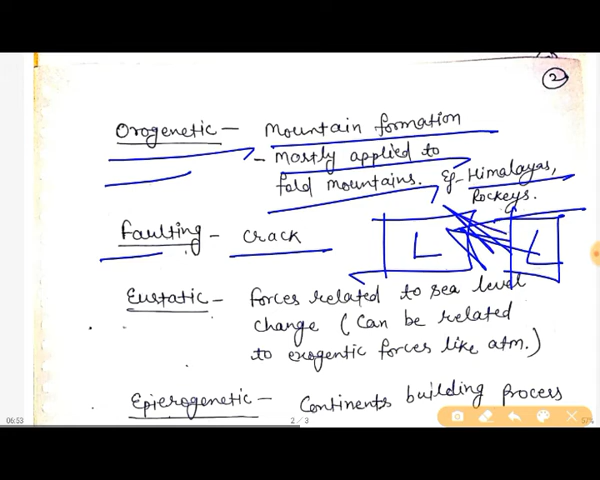 2
Orogenetic — Mountain formation
- Mostly applied to
fold mountains. Eg- Himalayas,
Rockeys.
Faulting - Crack
L L
Eustatic — forces related to sea level
change (Can be related
to exogentic forces like atm.)
Epierogenetic — Continents building process
06:53 2 / 3